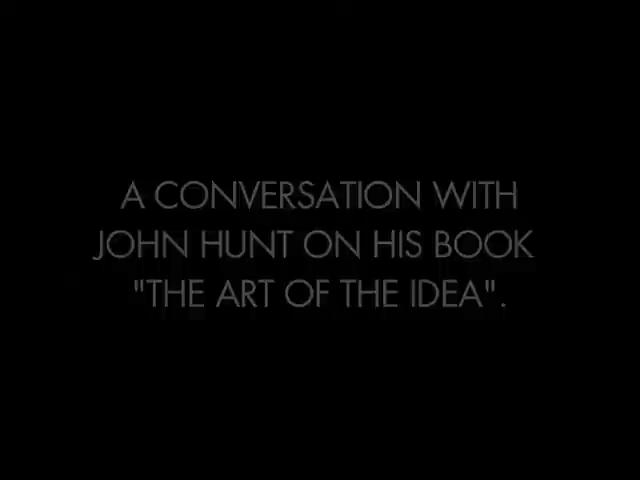 A CONVERSATION WITH
JOHN HUNT ON HIS BOOK
"THE ART OF THE IDEA".